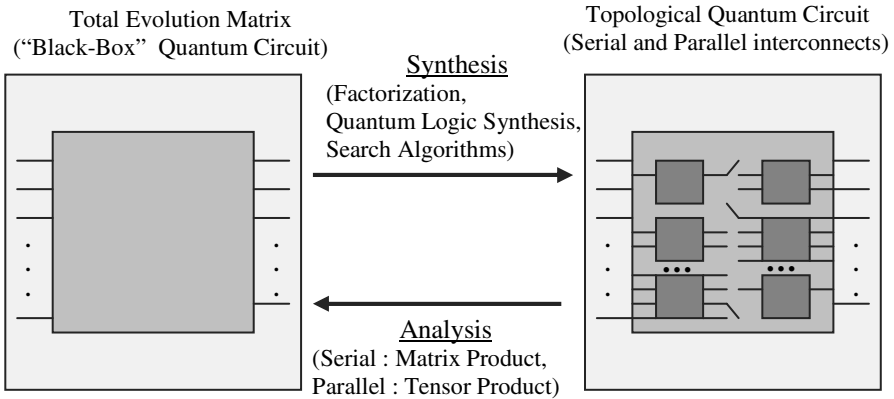 Total Evolution Matrix
(“Black-Box” Quantum Circuit)
Synthesis
(Factorization,
Quantum Logic Synthesis,
Search Algorithms)
Topological Quantum Circuit
(Serial and Parallel interconnects)
Analysis
(Serial : Matrix Product,
Parallel : Tensor Product)